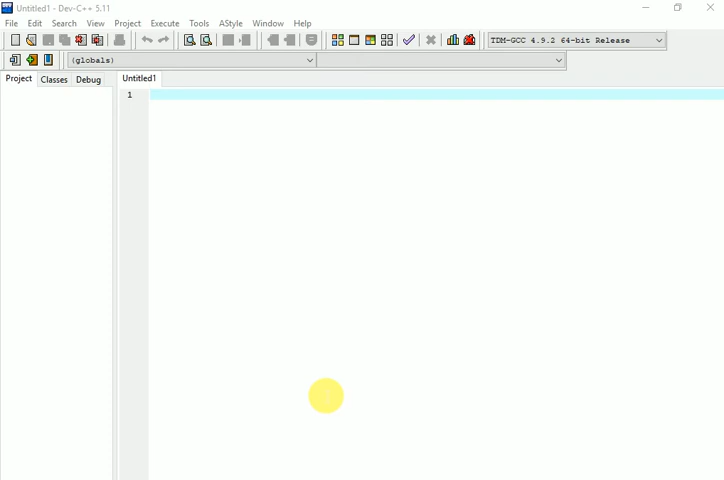 Untitled1 - Dev-C++ 5.11
File Edit Search View Project Execute Tools AStyle Window Help
TDM-GCC 4.9.2 64-bit Release
(globals)
Project Classes Debug Untitled1
1